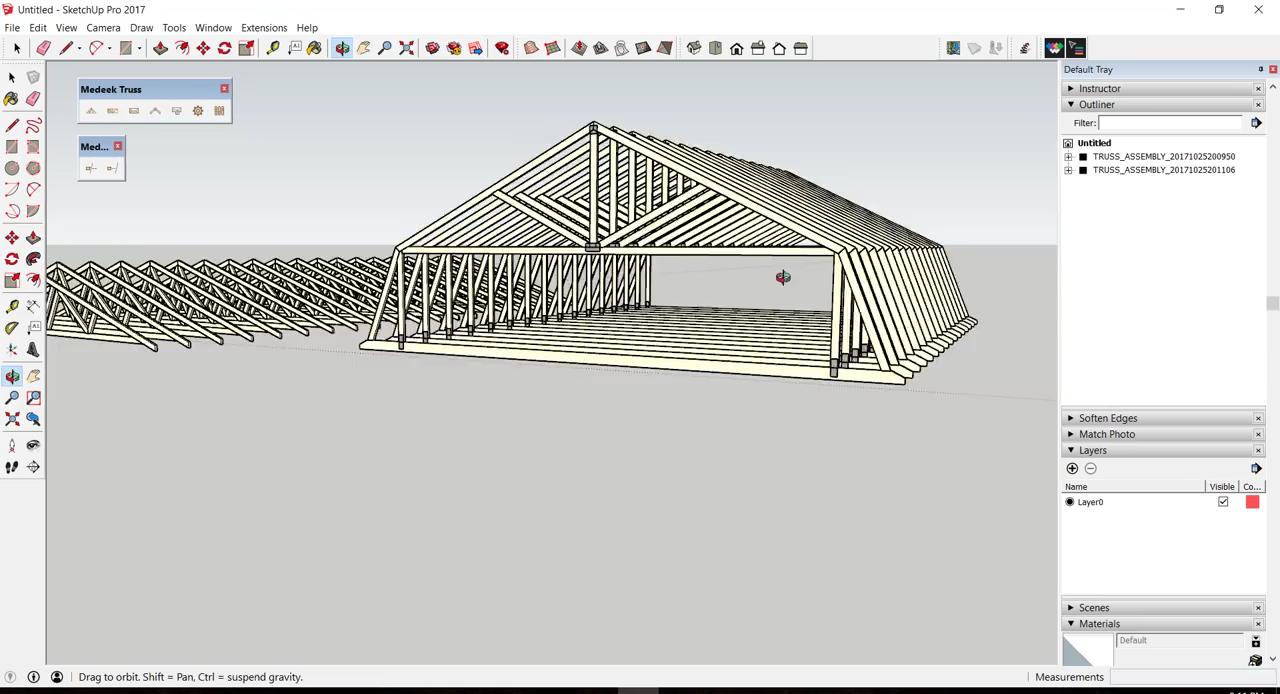 Untitled - SketchUp Pro 2017
File Edit View Camera Draw Tools Window Extensions Help
Medeek Truss
Med...
Default Tray
Instructor
Outliner
Filter:
Untitled
TRUSS_ASSEMBLY_20171025200950
TRUSS_ASSEMBLY_20171025201106
Soften Edges
Match Photo
Layers
Name Visible Co...
Layer0
Scenes
Materials
Default
Drag to orbit. Shift = Pan, Ctrl = suspend gravity.
Measurements